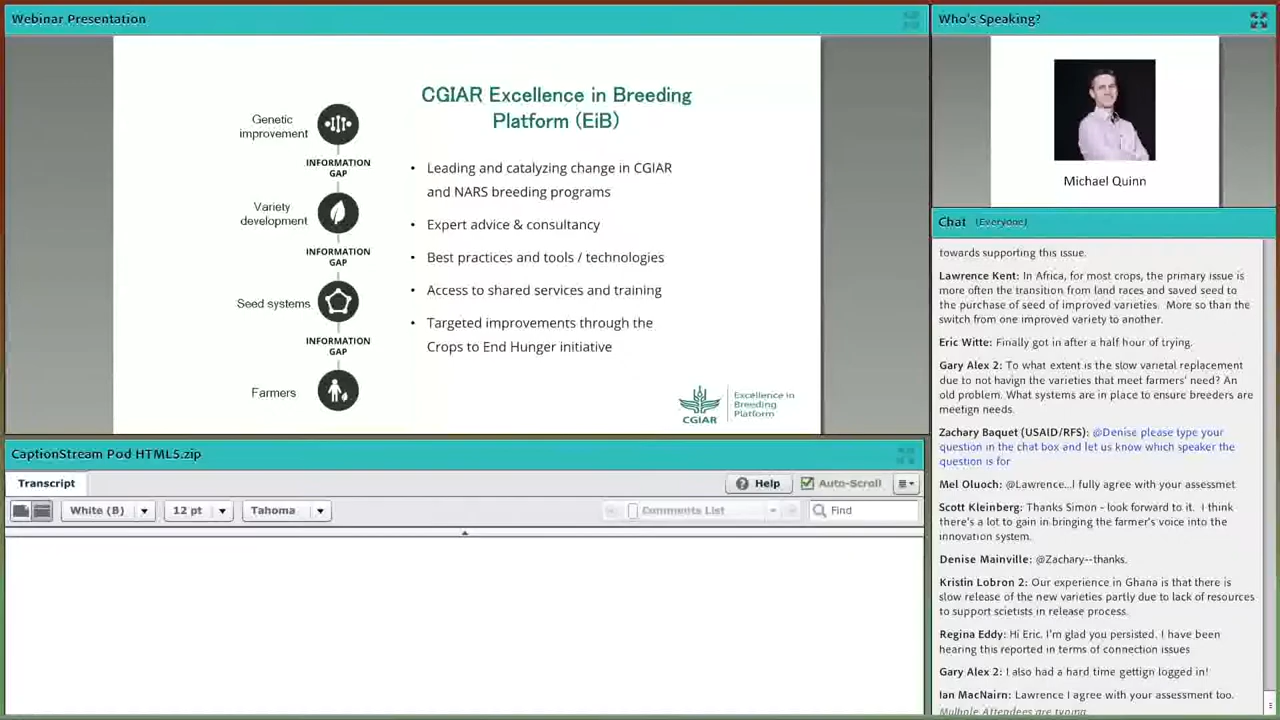 Webinar Presentation
Genetic
improvement
INFORMATION
GAP
Variety
development
INFORMATION
GAP
Seed systems
INFORMATION
GAP
Farmers
CGIAR Excellence in Breeding
Platform (EiB)
• Leading and catalyzing change in CGIAR
and NARS breeding programs
• Expert advice & consultancy
• Best practices and tools / technologies
• Access to shared services and training
• Targeted improvements through the
Crops to End Hunger initiative
CGIAR
Excellence in
Breeding
Platform
Who's Speaking?
Michael Quinn
Chat (Everyone)
towards supporting this issue.
Lawrence Kent: In Africa, for most crops, the primary issue is
more often the transition from land races and saved seed to
the purchase of seed of improved varieties. More so than the
switch from one improved variety to another.
Eric Witte: Finally got in after a half hour of trying.
Gary Alex 2: To what extent is the slow varietal replacement
due to not havign the varieties that meet farmers' need? An
old problem. What systems are in place to ensure breeders are
meetign needs.
Zachary Baquet (USAID/RFS): @Denise please type your
question in the chat box and let us know which speaker the
question is for
Mel Oluoch: @Lawrence...I fully agree with your assessmet
Scott Kleinberg: Thanks Simon - look forward to it. I think
there's a lot to gain in bringing the farmer's voice into the
innovation system.
Denise Mainville: @Zachary--thanks.
Kristin Lobron 2: Our experience in Ghana is that there is
slow release of the new varieties partly due to lack of resources
to support scietists in release process.
Regina Eddy: Hi Eric. I'm glad you persisted. I have been
hearing this reported in terms of connection issues
Gary Alex 2: I also had a hard time gettign logged in!
Ian MacNairn: Lawrence I agree with your assessment too.
Multiple Attendees are typing
CaptionStream Pod HTML5.zip
Transcript
Help
Auto-Scroll
White (B)
12 pt
Tahoma
Comments List
Find